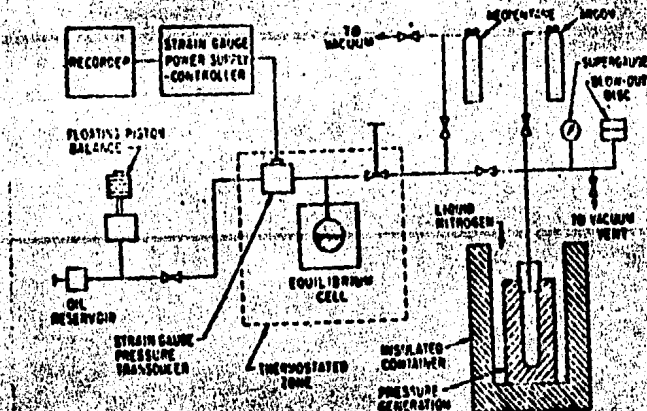 TO
VACUUM
NEOPENTANE
ARGON
RECORDER
STRAIN GAUGE
POWER SUPPLY
-CONTROLLER
SUPERGAUGE
BLOW-OUT
DISC
FLOATING PISTON
BALANCE
LIQUID
NITROGEN
TO VACUUM
VENT
EQUILIBRIUM
CELL
OIL
RESERVOIR
STRAIN GAUGE
PRESSURE
TRANSDUCER
THERMOSTATED
ZONE
INSULATED
CONTAINER
PRESSURE
GENERATION